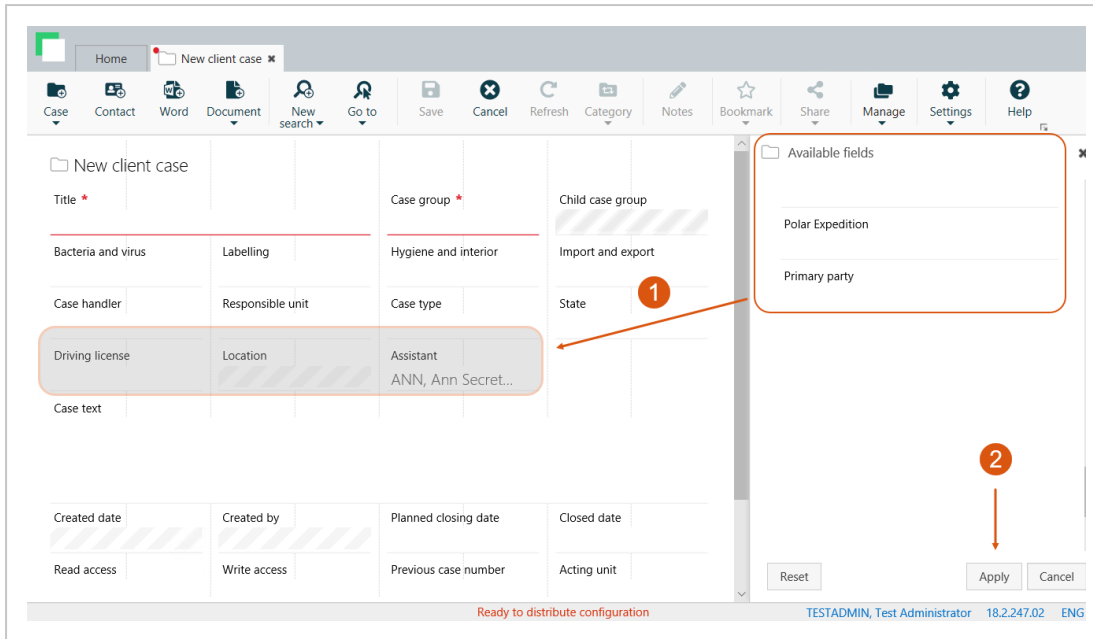 Home
New client case
Case
Contact
Word
Document
New
search
Go to
Save
Cancel
Refresh
Category
Notes
Bookmark
Share
Manage
Settings
Help
New client case
Title *
Case group *
Child case group
Bacteria and virus
Labelling
Hygiene and interior
Import and export
Case handler
Responsible unit
Case type
State
Driving license
Location
Assistant
ANN, Ann Secret...
Case text
Created date
Created by
Planned closing date
Closed date
Read access
Write access
Previous case number
Acting unit
Available fields
Polar Expedition
Primary party
1
2
Reset
Apply
Cancel
Ready to distribute configuration
TESTADMIN, Test Administrator
18.2.247.02
ENG